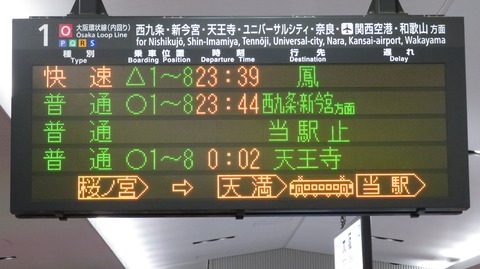 1 O 大阪環状線(内回り) 西九条・新今宮・天王寺・ユニバーサルシティ・奈良・関西空港・和歌山方面
Osaka Loop Line
P Q R S for Nishikujō, Shin-Imamiya, Tennōji, Universal-city, Nara, Kansai-airport, Wakayama
種別 乗車位置 時刻 行先 遅れ
Type Boarding Position Departure Time Destination Delay
快速 △1~8 23:39 鳳
普通 ○1~8 23:44 西九条・新今宮方面
普通 当駅止
普通 ○1~8 0:02 天王寺
桜ノ宮 ⇨ 天満 当駅